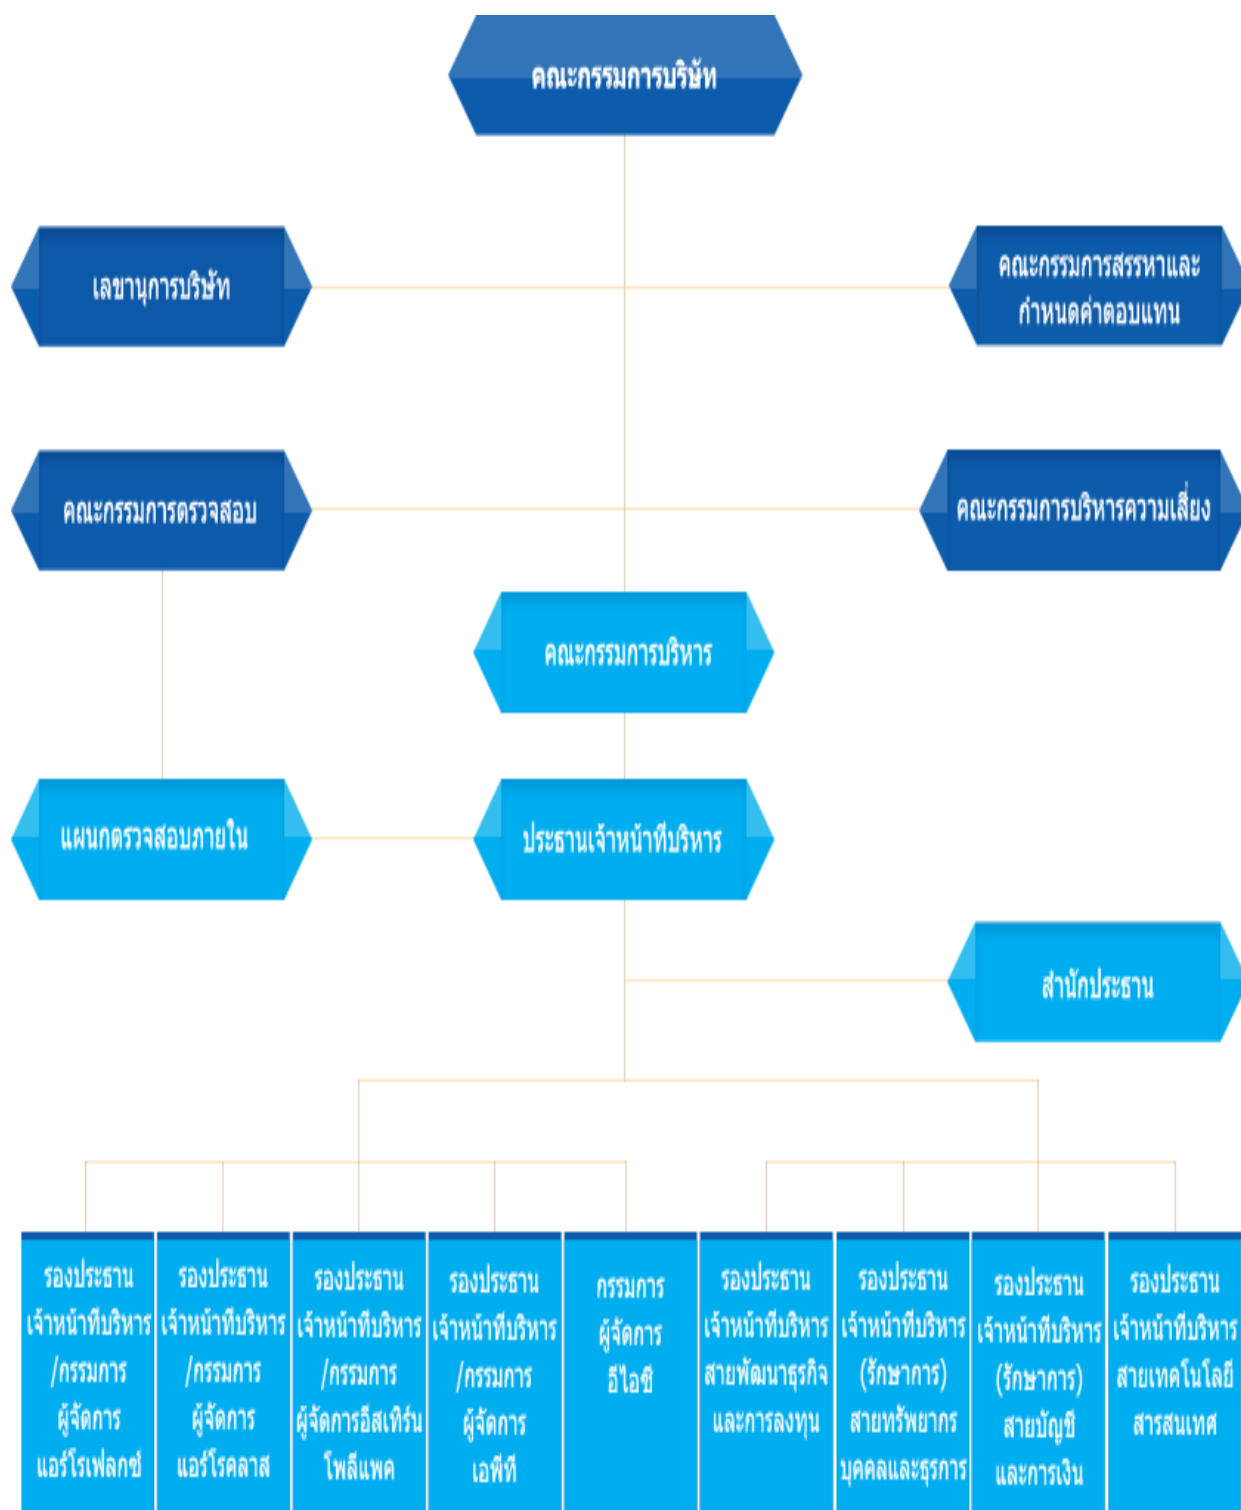 คณะกรรมการบริษัท
เลขานุการบริษัท
คณะกรรมการสรรหาและ
กำหนดค่าตอบแทน
คณะกรรมการตรวจสอบ
คณะกรรมการบริหารความเสี่ยง
คณะกรรมการบริหาร
แผนกตรวจสอบภายใน
ประธานเจ้าหน้าที่บริหาร
สำนักประธาน
รองประธาน
เจ้าหน้าที่บริหาร
/กรรมการ
ผู้จัดการ
แอร์โรเฟลกซ์
รองประธาน
เจ้าหน้าที่บริหาร
/กรรมการ
ผู้จัดการ
แอร์โรคลาส
รองประธาน
เจ้าหน้าที่บริหาร
/กรรมการ
ผู้จัดการอีสเทิร์น
โพลีแพค
รองประธาน
เจ้าหน้าที่บริหาร
/กรรมการ
ผู้จัดการ
เอพีที
กรรมการ
ผู้จัดการ
อีไอซี
รองประธาน
เจ้าหน้าที่บริหาร
สายพัฒนาธุรกิจ
และการลงทุน
รองประธาน
เจ้าหน้าที่บริหาร
(รักษาการ)
สายทรัพยากร
บุคคลและธุรการ
รองประธาน
เจ้าหน้าที่บริหาร
(รักษาการ)
สายบัญชี
และการเงิน
รองประธาน
เจ้าหน้าที่บริหาร
สายเทคโนโลยี
สารสนเทศ